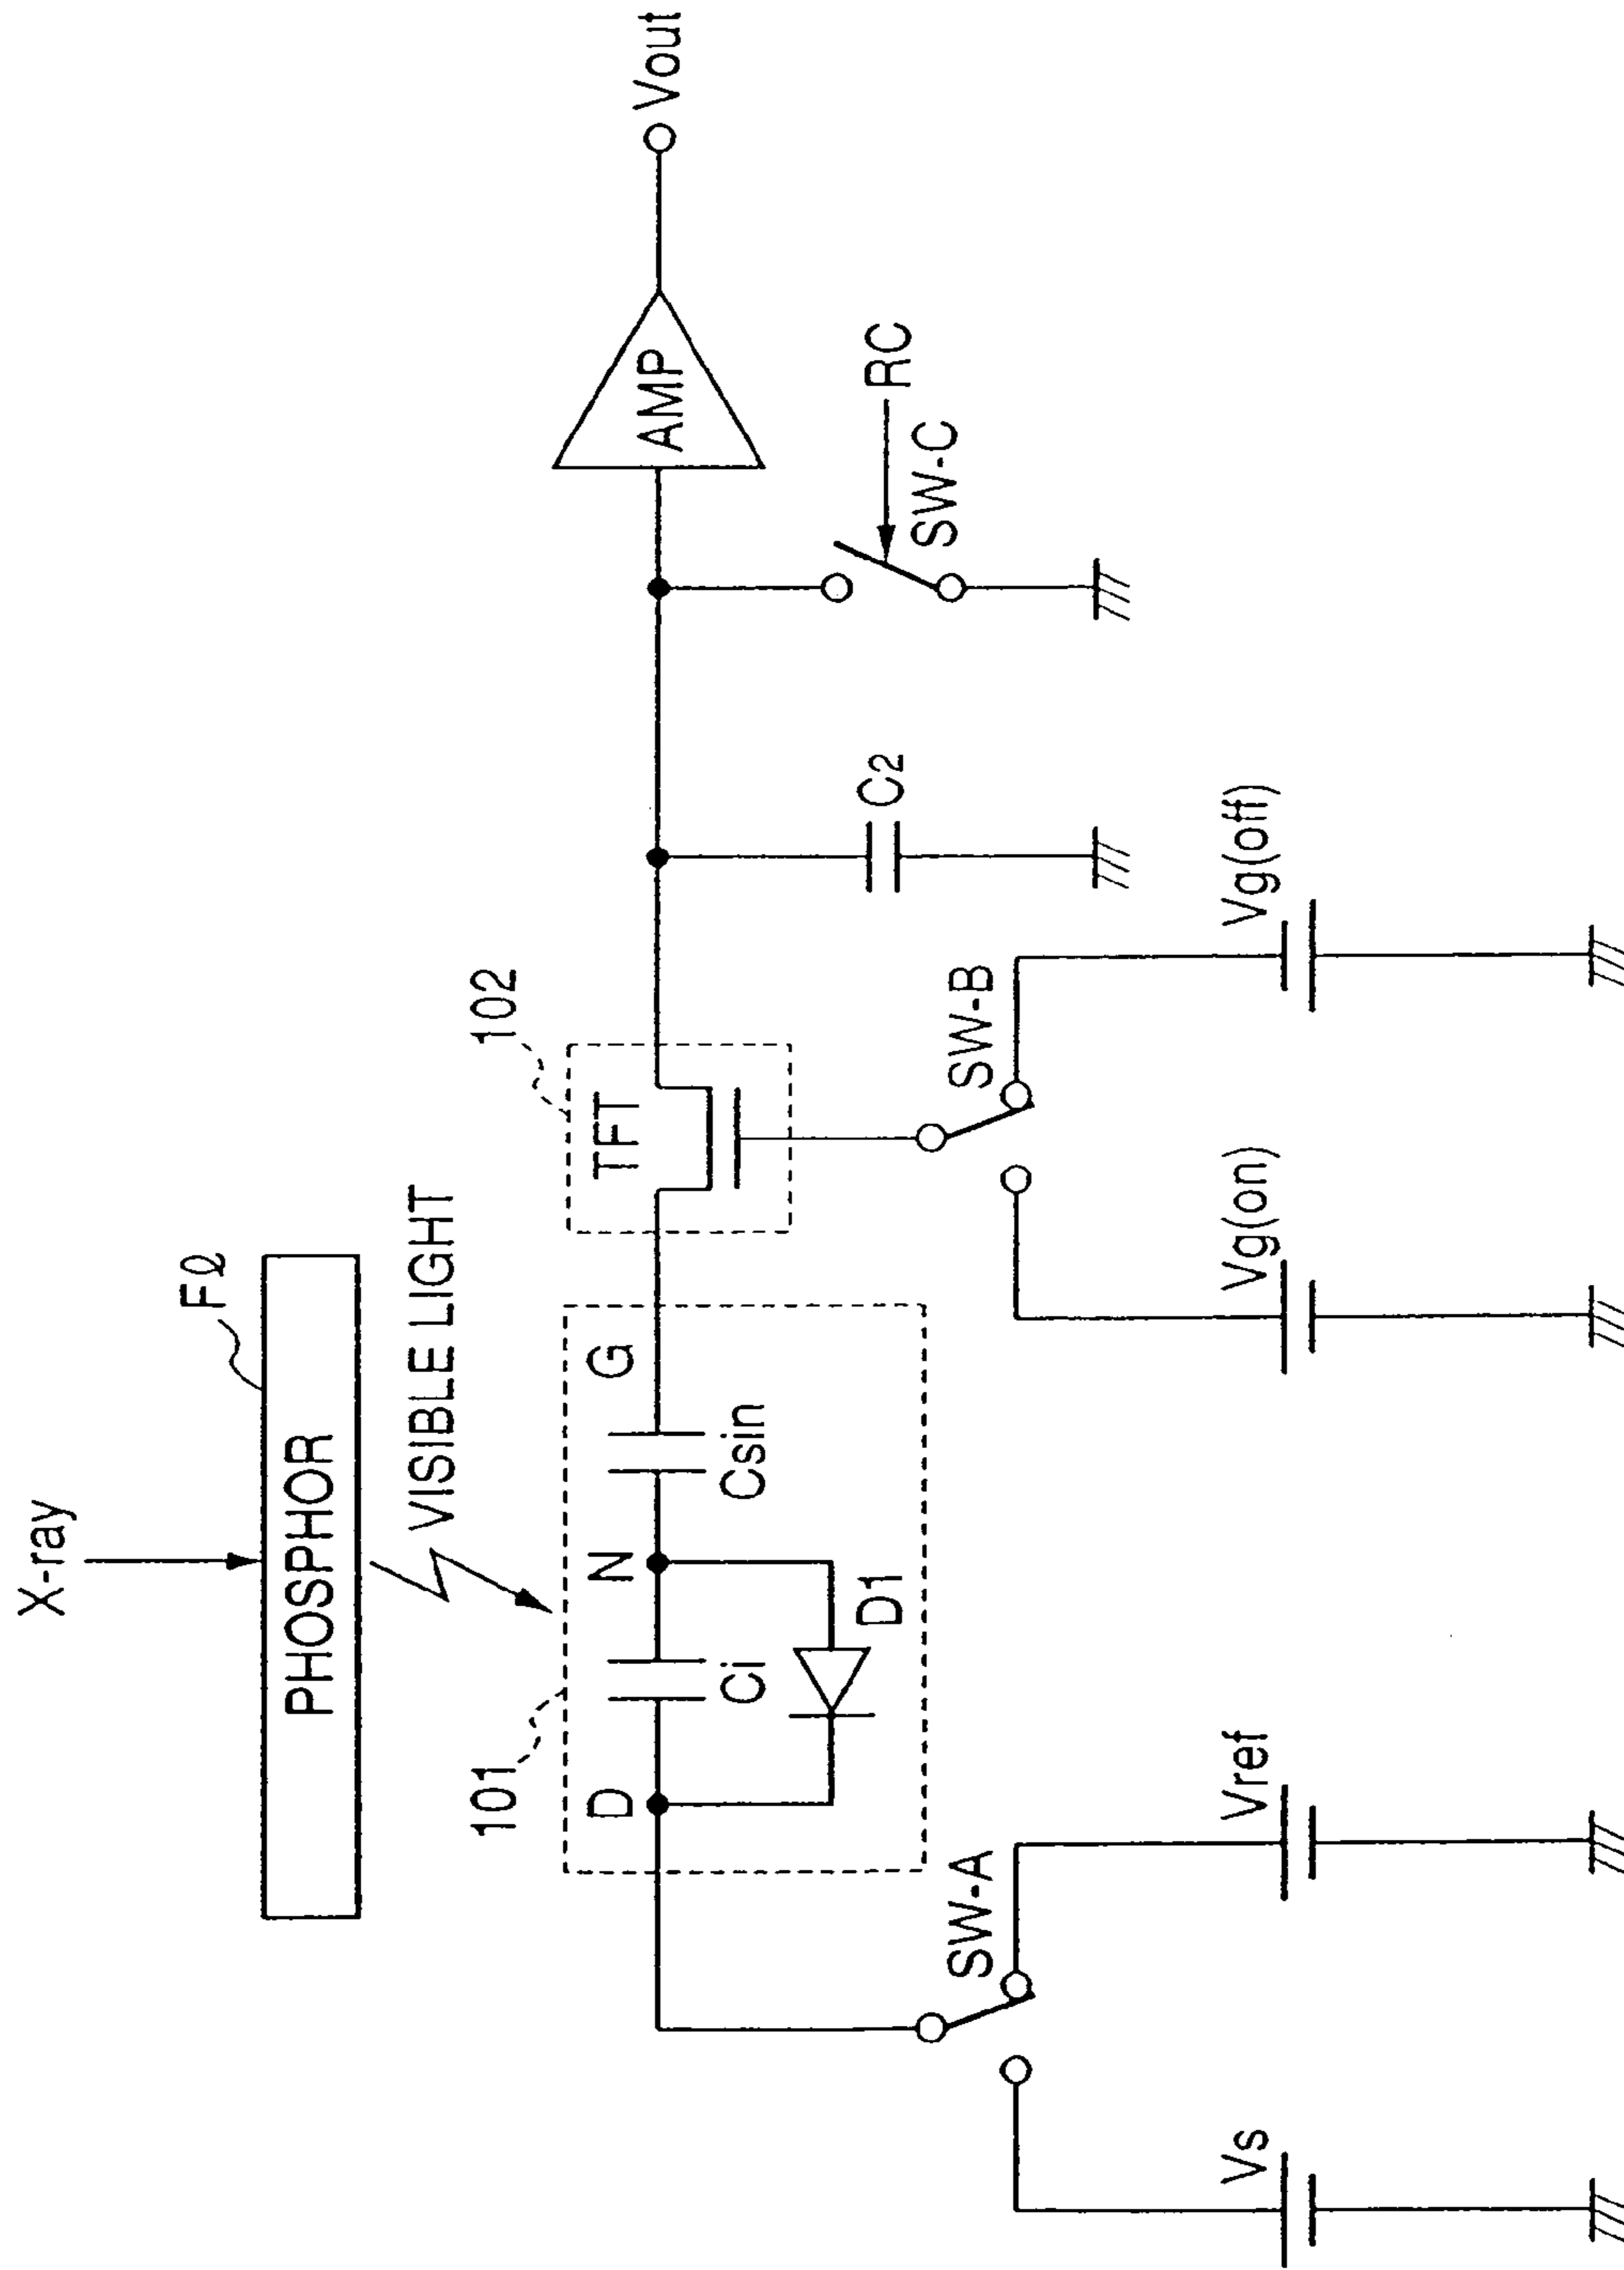 X-ray
Fℓ
PHOSPHOR
VISIBLE LIGHT
101
102
D
N
G
TFT
AMP
Vout
Ci
Csin
D1
C2
RC
SW-C
SW-A
SW-B
Vs
Vref
Vg(on)
Vg(off)